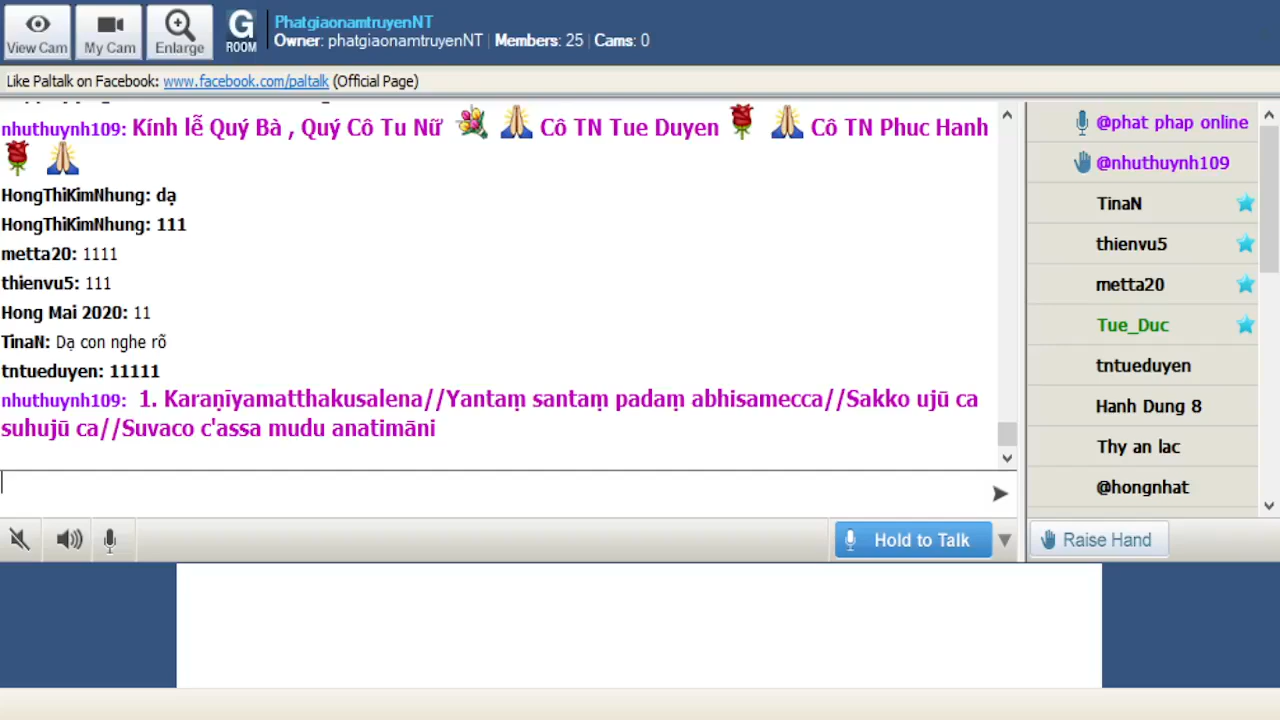 View Cam
My Cam
Enlarge
G
ROOM
PhatgiaonamtruyenNT
Owner: phatgiaonamtruyenNT | Members: 25 | Cams: 0
Like Paltalk on Facebook: www.facebook.com/paltalk (Official Page)
nhuthuynh109: Kính lễ Quý Bà , Quý Cô Tu Nữ Cô TN Tue Duyen Cô TN Phuc Hanh
HongThiKimNhung: dạ
HongThiKimNhung: 111
metta20: 1111
thienvu5: 111
Hong Mai 2020: 11
TinaN: Dạ con nghe rõ
tntueduyen: 11111
nhuthuynh109: 1. Karaṇīyamatthakusalena//Yantaṃ santaṃ padaṃ abhisamecca//Sakko ujū ca
suhujū ca//Suvaco c'assa mudu anatimāni
@phat phap online
@nhuthuynh109
TinaN
thienvu5
metta20
Tue_Duc
tntueduyen
Hanh Dung 8
Thy an lac
@hongnhat
Hold to Talk
Raise Hand